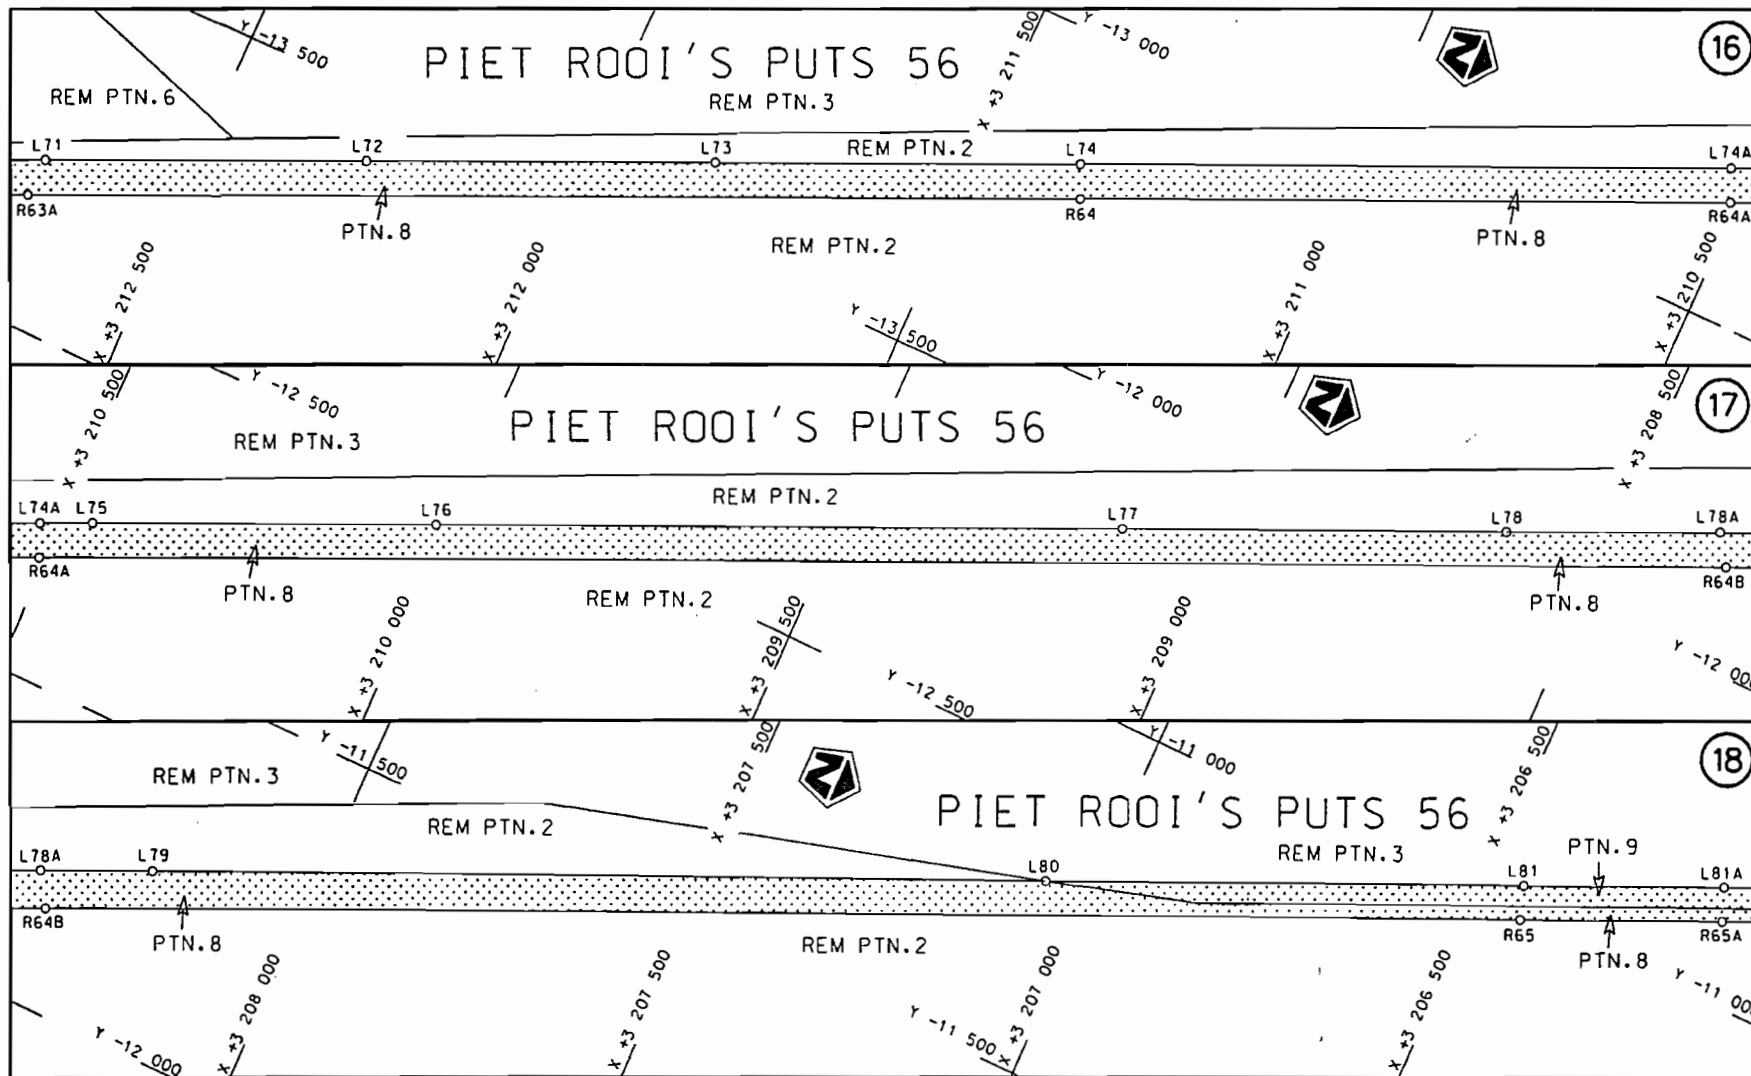 Y -13 500
PIET ROOI'S PUTS 56
X +3 211 500
Y -13 000
N
16
REM PTN.6
REM PTN.3
L71
L72
L73
REM PTN.2
L74
L74A
R63A
PTN.8
R64
PTN.8
R64A
REM PTN.2
X +3 212 500
X +3 212 000
Y -13 500
X +3 211 000
X +3 210 500
X +3 210 500
Y -12 500
PIET ROOI'S PUTS 56
Y -12 000
N
X +3 208 500
17
REM PTN.3
REM PTN.2
L74A
L75
L76
L77
L78
L78A
R64A
PTN.8
REM PTN.2
PTN.8
R64B
X +3 210 000
X +3 209 500
Y -12 500
X +3 209 000
Y -12 000
Y -11 500
X +3 207 500
N
Y -11 000
X +3 206 500
18
REM PTN.3
REM PTN.2
PIET ROOI'S PUTS 56
REM PTN.3
PTN.9
L78A
L79
L80
L81
L81A
R64B
PTN.8
REM PTN.2
R65
PTN.8
R65A
Y -12 000
X +3 208 000
X +3 207 500
Y -11 500
X +3 207 000
X +3 206 500
Y -11 00